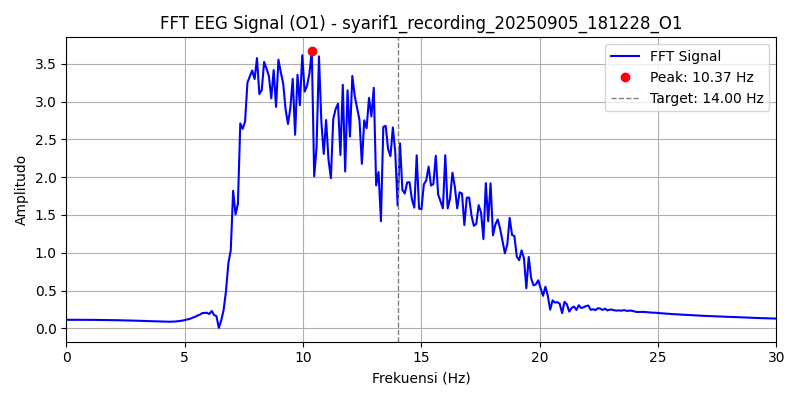 FFT EEG Signal (O1) - syarif1_recording_20250905_181228_O1
FFT Signal
Peak: 10.37 Hz
Target: 14.00 Hz
Amplitudo
3.5
3.0
2.5
2.0
1.5
1.0
0.5
0.0
0 5 10 15 20 25 30
Frekuensi (Hz)